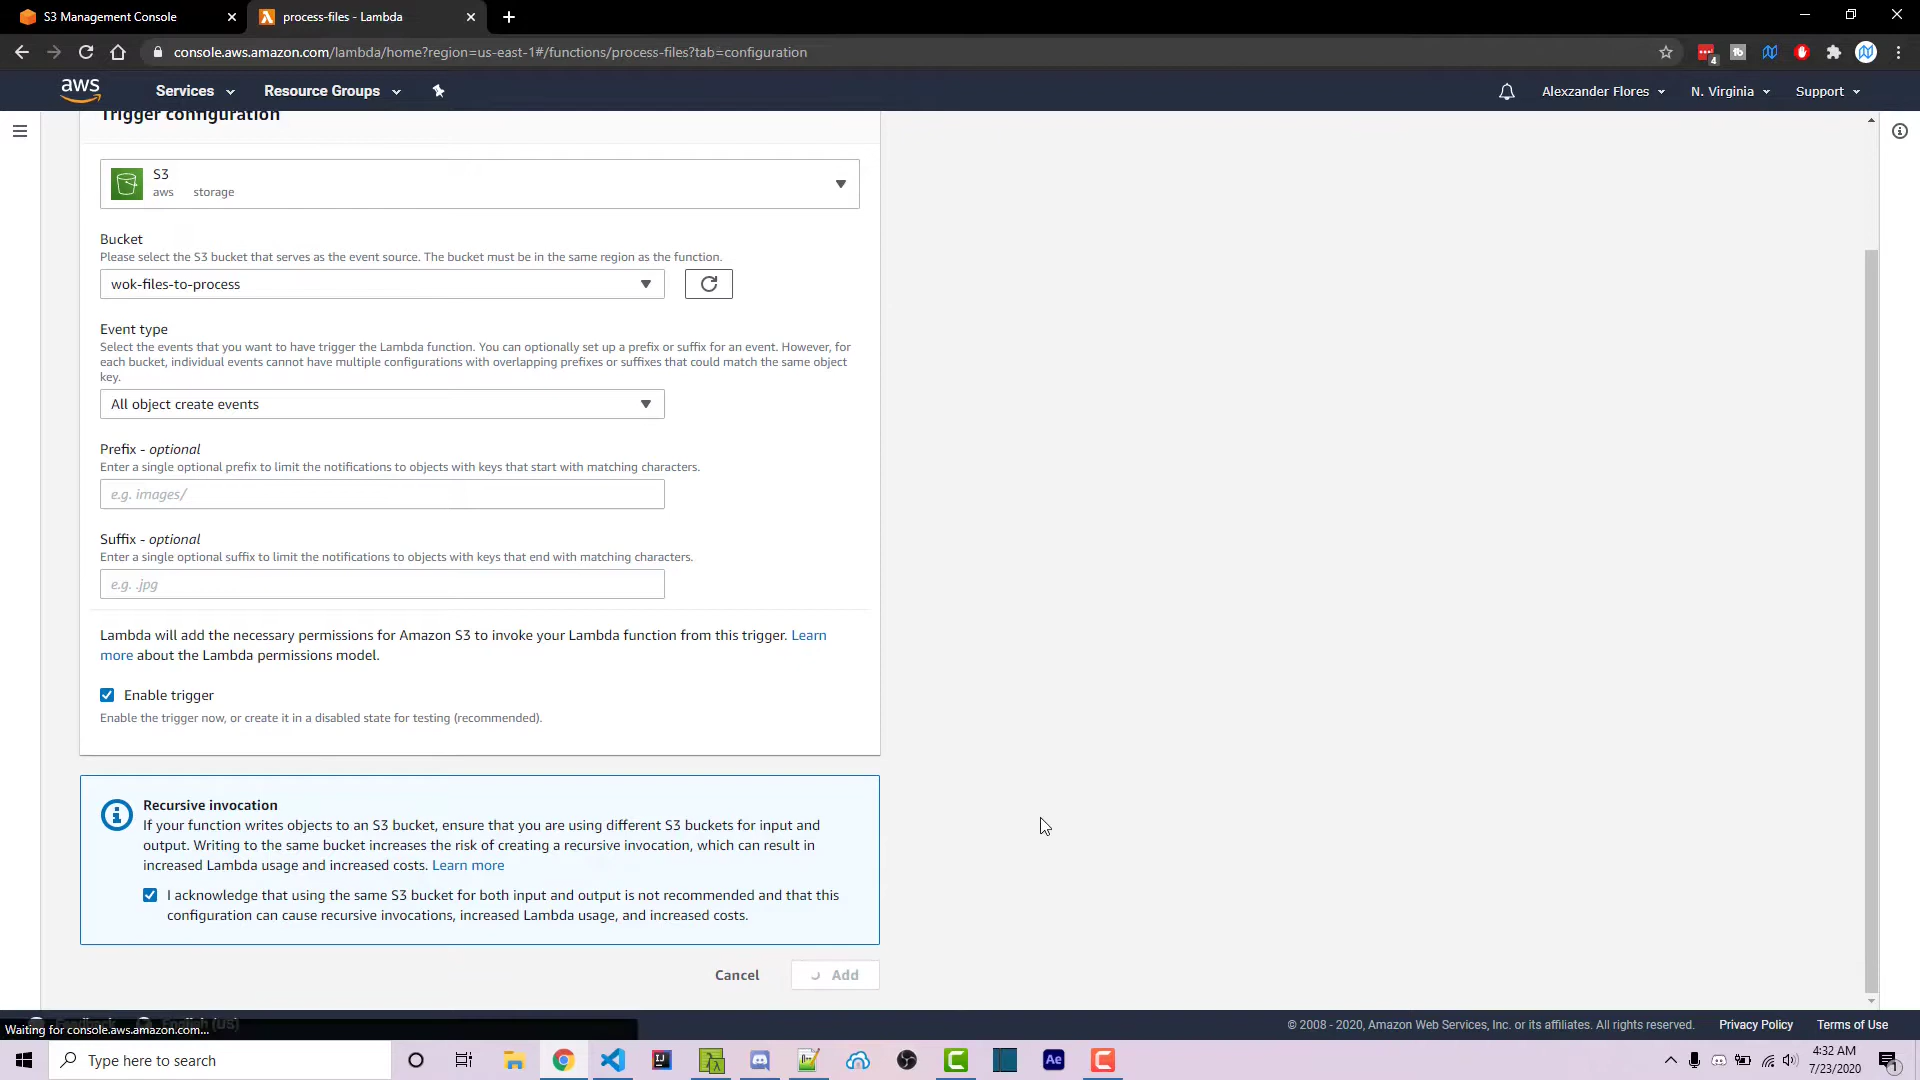 S3 Management Console
process-files - Lambda
console.aws.amazon.com/lambda/home?region=us-east-1#/functions/process-files?tab=configuration
4
aws
Services
Resource Groups
Alexzander Flores
N. Virginia
Support
Trigger configuration
S3
aws storage
Bucket
Please select the S3 bucket that serves as the event source. The bucket must be in the same region as the function.
wok-files-to-process
Event type
Select the events that you want to have trigger the Lambda function. You can optionally set up a prefix or suffix for an event. However, for
each bucket, individual events cannot have multiple configurations with overlapping prefixes or suffixes that could match the same object
key.
All object create events
Prefix - optional
Enter a single optional prefix to limit the notifications to objects with keys that start with matching characters.
e.g. images/
Suffix - optional
Enter a single optional suffix to limit the notifications to objects with keys that end with matching characters.
e.g. .jpg
Lambda will add the necessary permissions for Amazon S3 to invoke your Lambda function from this trigger. Learn
more about the Lambda permissions model.
Enable trigger
Enable the trigger now, or create it in a disabled state for testing (recommended).
Recursive invocation
If your function writes objects to an S3 bucket, ensure that you are using different S3 buckets for input and
output. Writing to the same bucket increases the risk of creating a recursive invocation, which can result in
increased Lambda usage and increased costs. Learn more
I acknowledge that using the same S3 bucket for both input and output is not recommended and that this
configuration can cause recursive invocations, increased Lambda usage, and increased costs.
Cancel
Add
Feedback English (US)
Waiting for console.aws.amazon.com...
© 2008 - 2020, Amazon Web Services, Inc. or its affiliates. All rights reserved.
Privacy Policy
Terms of Use
Type here to search
Ae
4:32 AM
7/23/2020
1